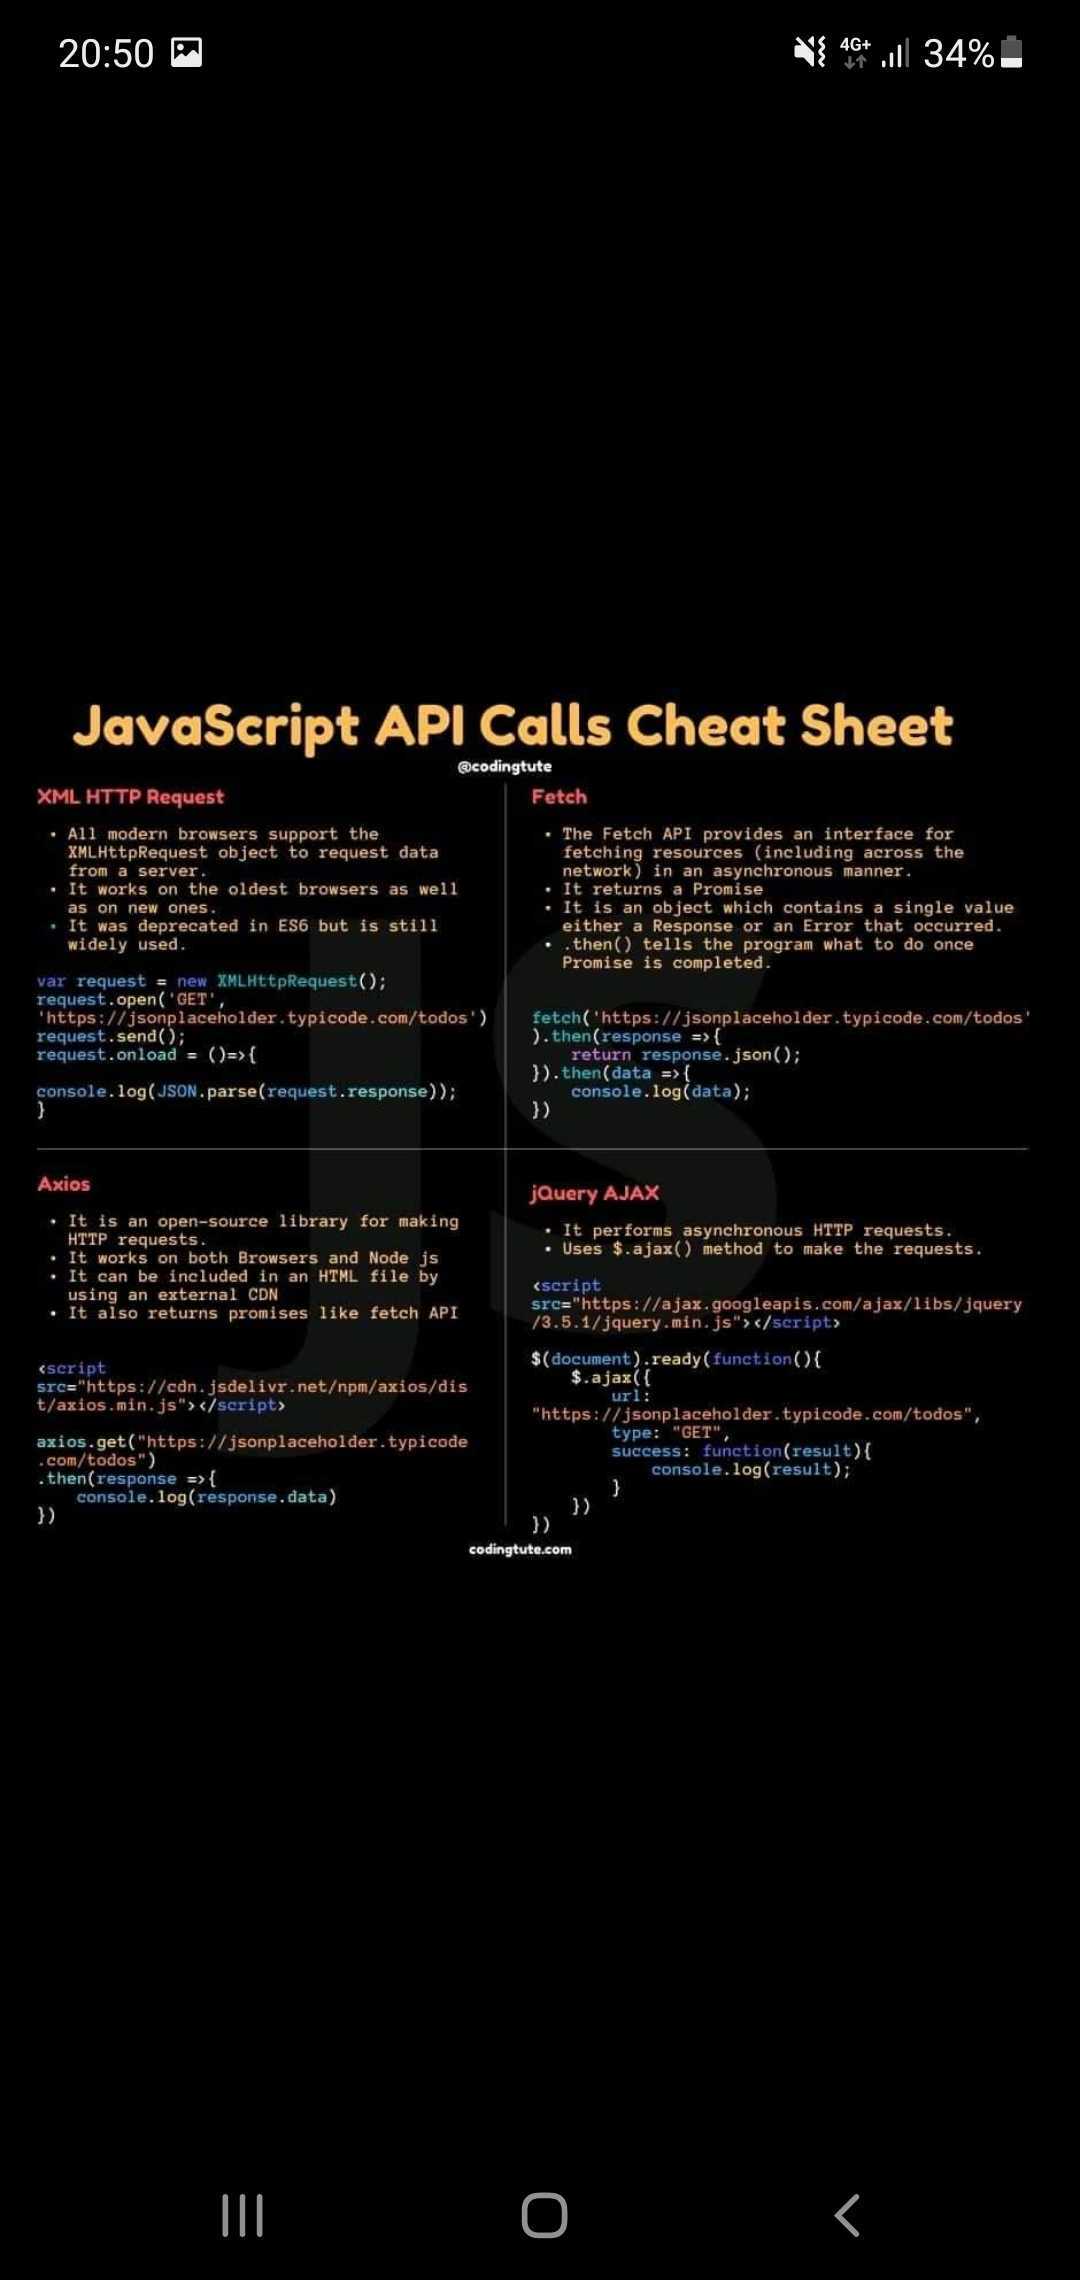 20:50
4G+ 34%
JavaScript API Calls Cheat Sheet
@codingtute
XML HTTP Request
• All modern browsers support the
XMLHttpRequest object to request data
from a server.
• It works on the oldest browsers as well
as on new ones.
• It was deprecated in ES6 but is still
widely used.
var request = new XMLHttpRequest();
request.open('GET',
'https://jsonplaceholder.typicode.com/todos')
request.send();
request.onload = ()=>{
console.log(JSON.parse(request.response));
}
Fetch
• The Fetch API provides an interface for
fetching resources (including across the
network) in an asynchronous manner.
• It returns a Promise
• It is an object which contains a single value
either a Response or an Error that occurred.
• .then() tells the program what to do once
Promise is completed.
fetch('https://jsonplaceholder.typicode.com/todos'
).then(response =>{
return response.json();
}).then(data =>{
console.log(data);
})
Axios
• It is an open-source library for making
HTTP requests.
• It works on both Browsers and Node js
• It can be included in an HTML file by
using an external CDN
• It also returns promises like fetch API
<script
src="https://cdn.jsdelivr.net/npm/axios/dis
t/axios.min.js"></script>
axios.get("https://jsonplaceholder.typicode
.com/todos")
.then(response =>{
console.log(response.data)
})
jQuery AJAX
• It performs asynchronous HTTP requests.
• Uses $.ajax() method to make the requests.
<script
src="https://ajax.googleapis.com/ajax/libs/jquery
/3.5.1/jquery.min.js"></script>
$(document).ready(function(){
$.ajax({
url:
"https://jsonplaceholder.typicode.com/todos",
type: "GET",
success: function(result){
console.log(result);
}
})
})
JS
codingtute.com